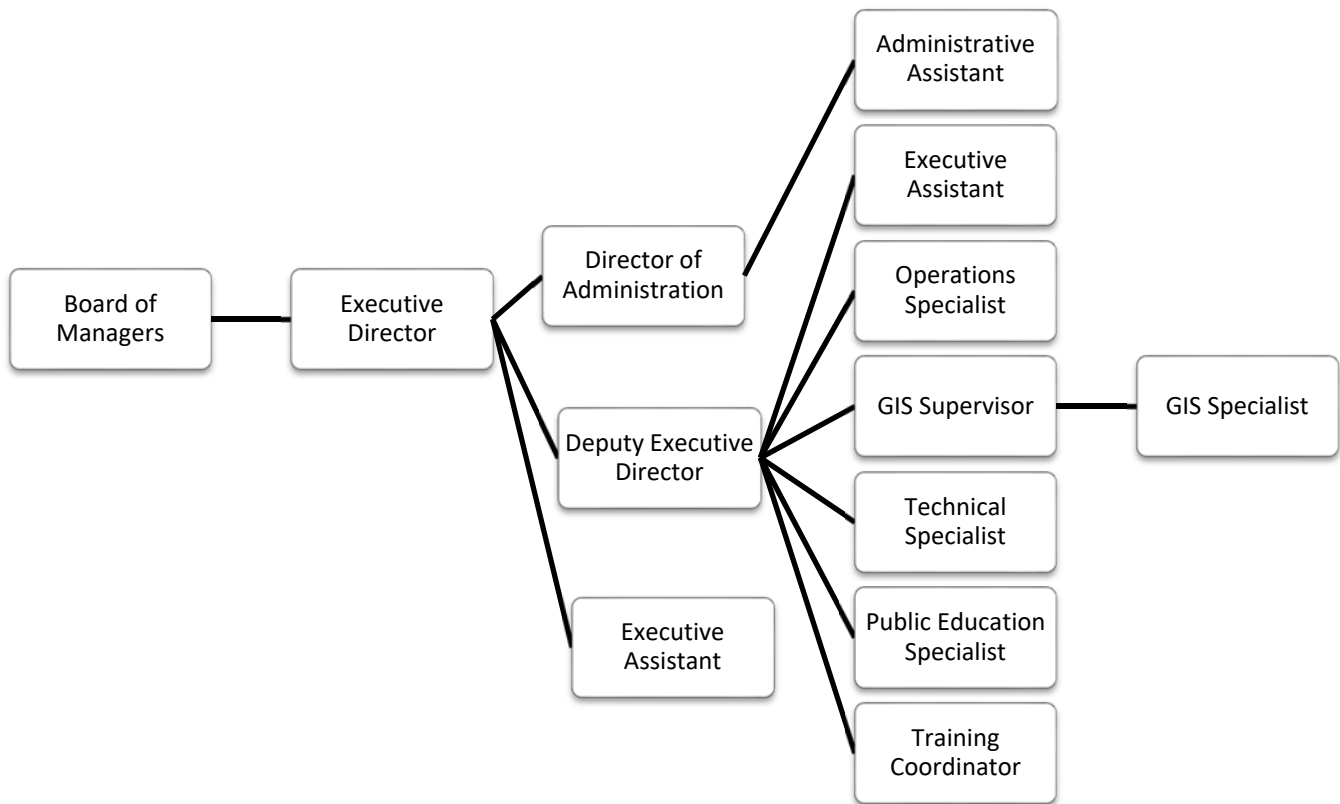 Board of
Managers
Executive
Director
Director of
Administration
Deputy Executive
Director
Executive
Assistant
Administrative
Assistant
Executive
Assistant
Operations
Specialist
GIS Supervisor
Technical
Specialist
Public Education
Specialist
Training
Coordinator
GIS Specialist